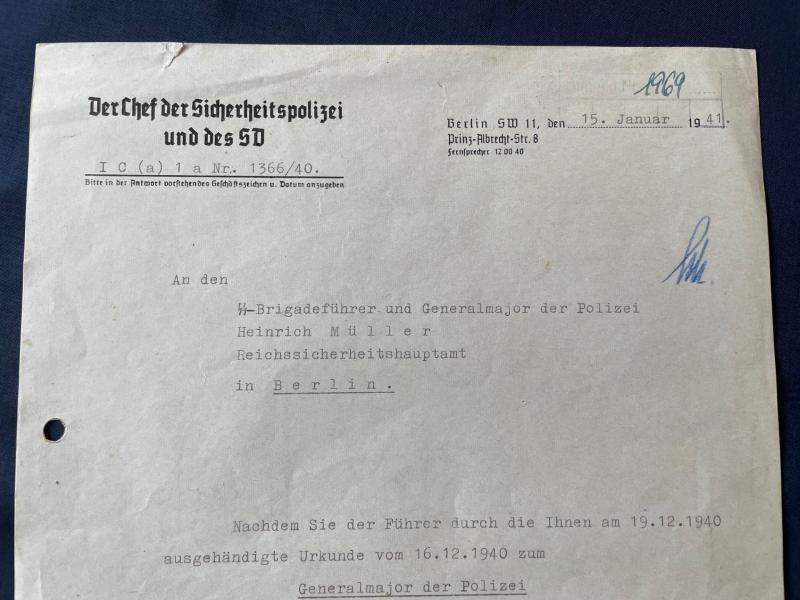 1969
Der Chef der Sicherheitspolizei
und des SD
I C (a) 1 a Nr. 1366/40.
Bitte in der Antwort vorstehendes Geschäftszeichen u. Datum anzugeben
Berlin SW 11, den 15. Januar 1941.
Prinz-Albrecht-Str. 8
Fernsprecher 12 00 40
An den
SS-Brigadeführer und Generalmajor der Polizei
Heinrich Müller
Reichssicherheitshauptamt
in Berlin.
Nachdem Sie der Führer durch die Ihnen am 19.12.1940
ausgehändigte Urkunde vom 16.12.1940 zum
Generalmajor der Polizei